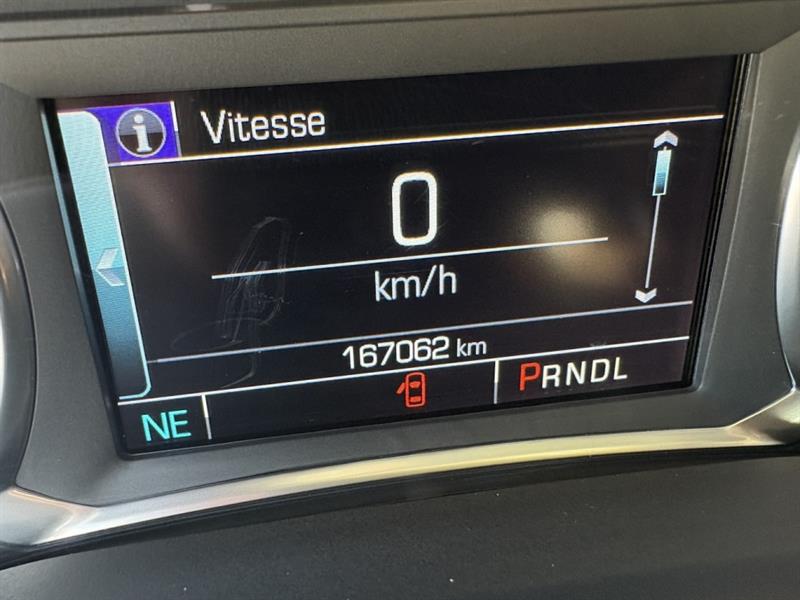 i Vitesse
0
km/h
167062 km
NE PRNDL